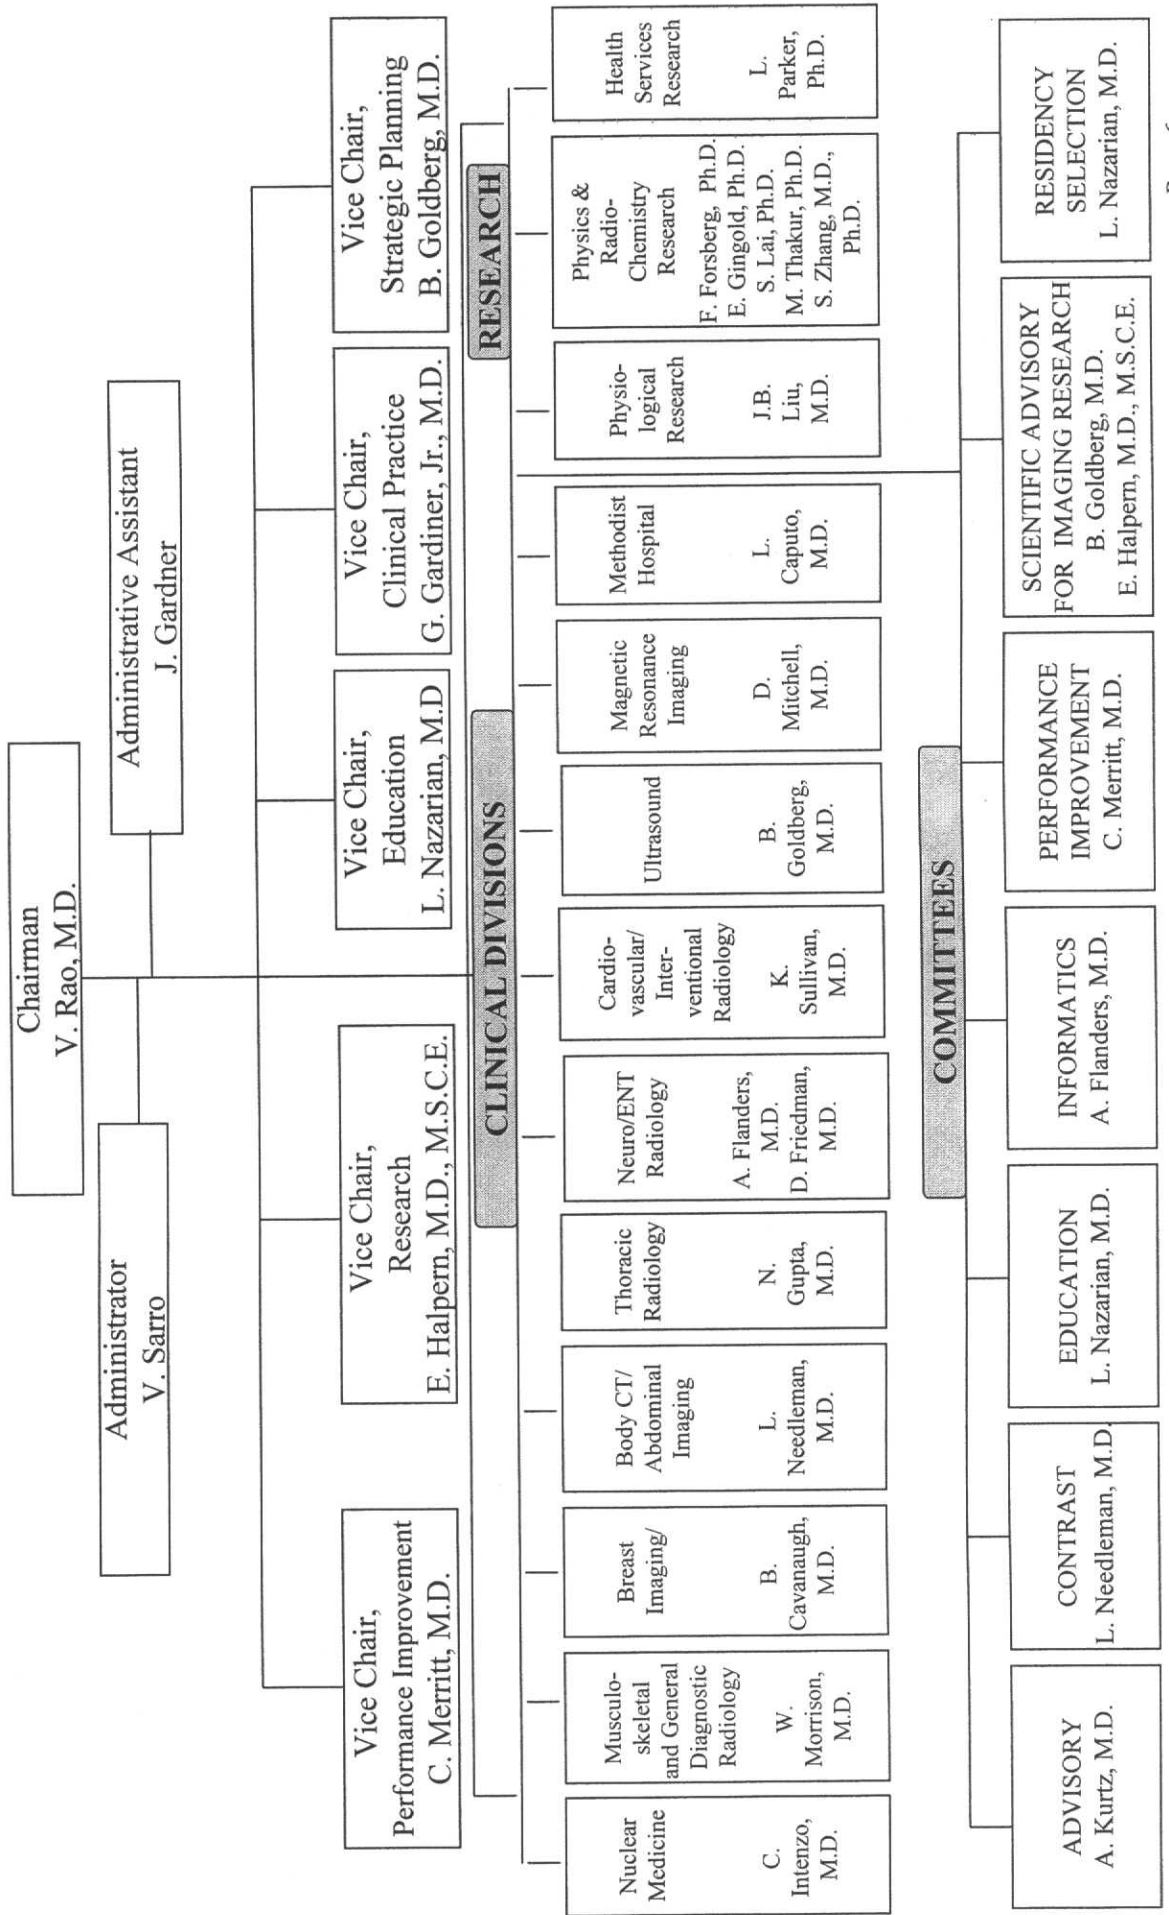 Chairman
V. Rao, M.D.
Administrator
V. Sarro
Administrative Assistant
J. Gardner
Vice Chair,
Performance Improvement
C. Merritt, M.D.
Vice Chair,
Research
E. Halpern, M.D., M.S.C.E.
Vice Chair,
Education
L. Nazarian, M.D
Vice Chair,
Clinical Practice
G. Gardiner, Jr., M.D.
Vice Chair,
Strategic Planning
B. Goldberg, M.D.
CLINICAL DIVISIONS
RESEARCH
Nuclear
Medicine
C.
Intenzo,
M.D.
Musculo-
skeletal
and General
Diagnostic
Radiology
W.
Morrison,
M.D.
Breast
Imaging/
B.
Cavanaugh,
M.D.
Body CT/
Abdominal
Imaging
L.
Needleman,
M.D.
Thoracic
Radiology
N.
Gupta,
M.D.
Neuro/ENT
Radiology
A. Flanders,
M.D.
D. Friedman,
M.D.
Cardio-
vascular/
Inter-
ventional
Radiology
K.
Sullivan,
M.D.
Ultrasound
B.
Goldberg,
M.D.
Magnetic
Resonance
Imaging
D.
Mitchell,
M.D.
Methodist
Hospital
L.
Caputo,
M.D.
Physio-
logical
Research
J.B.
Liu,
M.D.
Physics &
Radio-
Chemistry
Research
F. Forsberg, Ph.D.
E. Gingold, Ph.D.
S. Lai, Ph.D.
M. Thakur, Ph.D.
S. Zhang, M.D.,
Ph.D.
Health
Services
Research
L.
Parker,
Ph.D.
COMMITTEES
ADVISORY
A. Kurtz, M.D.
CONTRAST
L. Needleman, M.D.
EDUCATION
L. Nazarian, M.D.
INFORMATICS
A. Flanders, M.D.
PERFORMANCE
IMPROVEMENT
C. Merritt, M.D.
SCIENTIFIC ADVISORY
FOR IMAGING RESEARCH
B. Goldberg, M.D.
E. Halpern, M.D., M.S.C.E.
RESIDENCY
SELECTION
L. Nazarian, M.D.